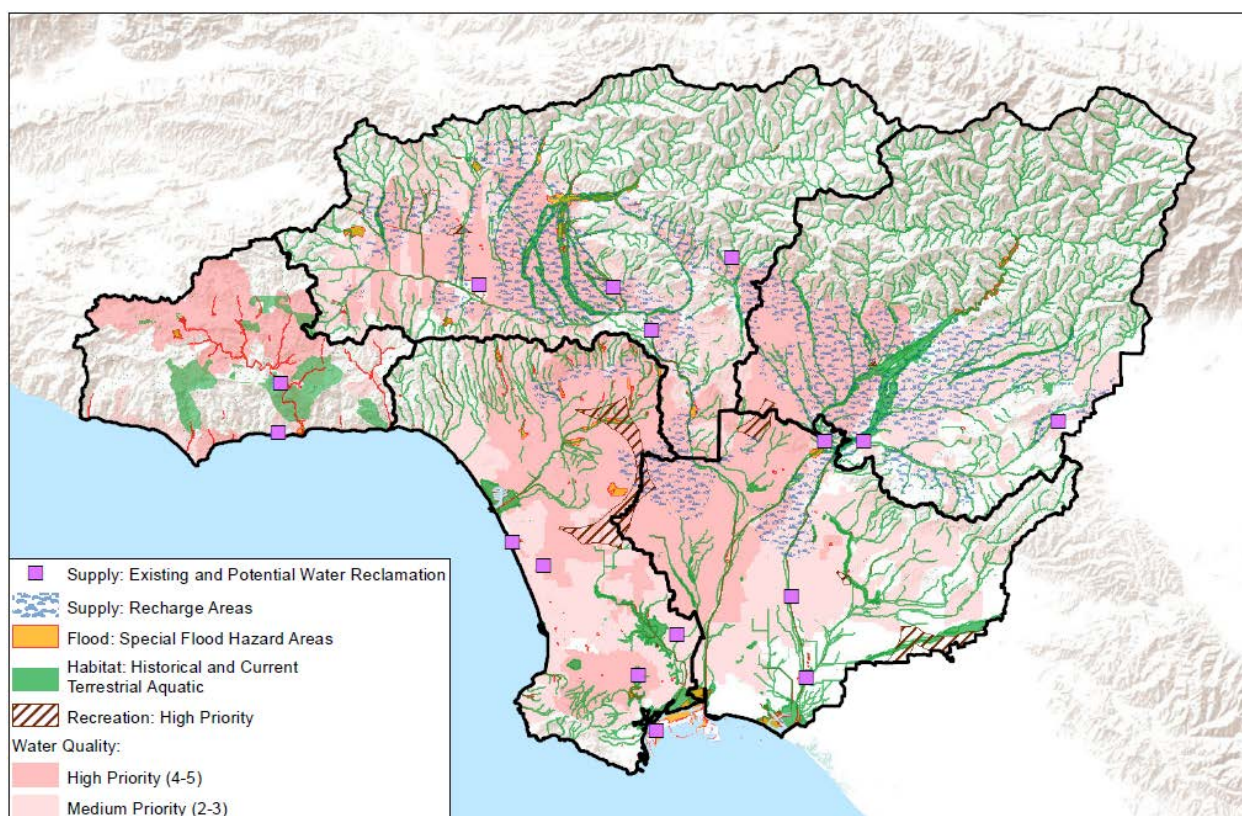 Supply: Existing and Potential Water Reclamation
Supply: Recharge Areas
Flood: Special Flood Hazard Areas
Habitat: Historical and Current
Terrestrial Aquatic
Recreation: High Priority
Water Quality:
High Priority (4-5)
Medium Priority (2-3)